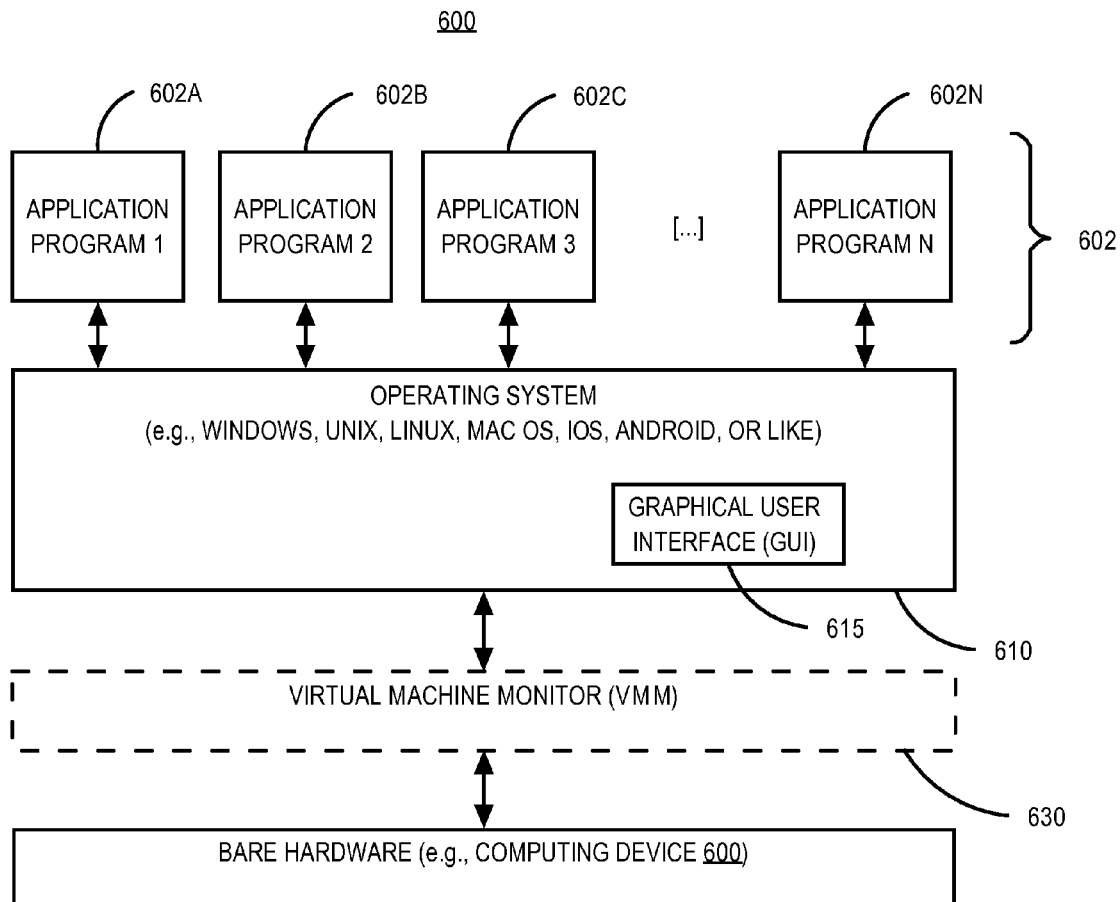 600
602A
602B
602C
602N
APPLICATION
PROGRAM 1
APPLICATION
PROGRAM 2
APPLICATION
PROGRAM 3
[...]
APPLICATION
PROGRAM N
602
OPERATING SYSTEM
(e.g., WINDOWS, UNIX, LINUX, MAC OS, IOS, ANDROID, OR LIKE)
GRAPHICAL USER
INTERFACE (GUI)
615
610
VIRTUAL MACHINE MONITOR (VMM)
630
BARE HARDWARE (e.g., COMPUTING DEVICE 600)